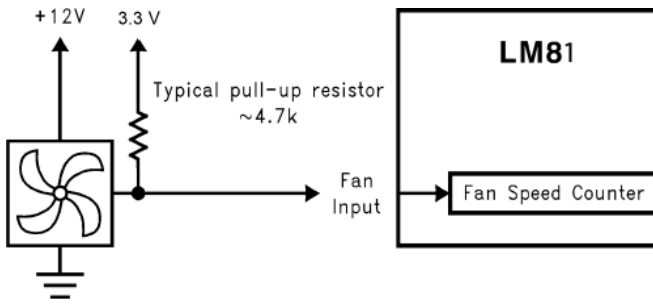 +12V
3.3 V
LM81
Typical pull-up resistor
~4.7k
Fan
Input
Fan Speed Counter